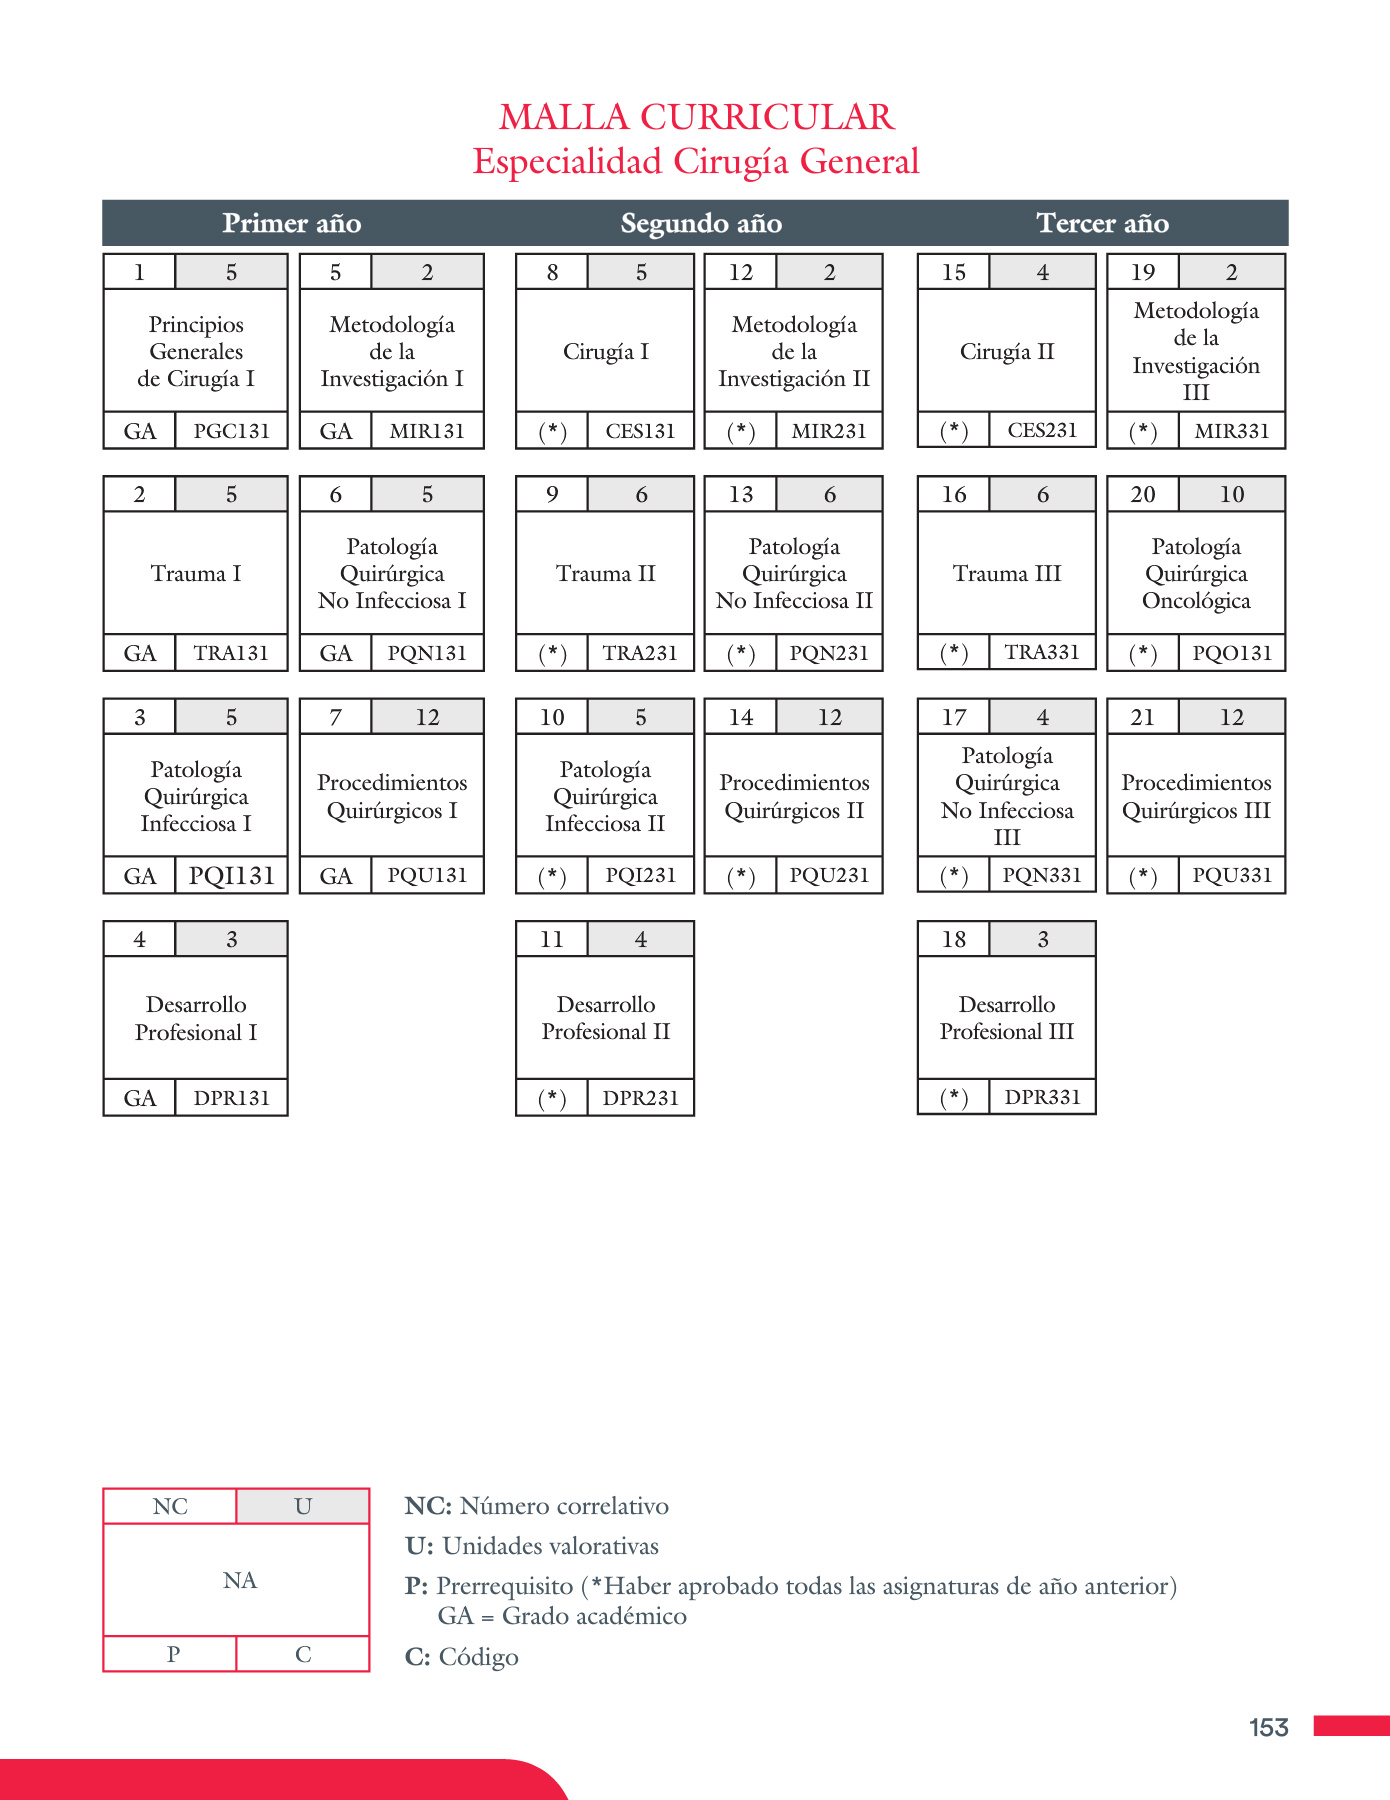 MALLA CURRICULAR
Especialidad Cirugía General
Primer año Segundo año Tercer año
1 5
Principios
Generales
de Cirugía I
GA PGC131
5 2
Metodología
de la
Investigación I
GA MIR131
8 5
Cirugía I
(*) CES131
12 2
Metodología
de la
Investigación II
(*) MIR231
15 4
Cirugía II
(*) CES231
19 2
Metodología
de la
Investigación
III
(*) MIR331
2 5
Trauma I
GA TRA131
6 5
Patología
Quirúrgica
No Infecciosa I
GA PQN131
9 6
Trauma II
(*) TRA231
13 6
Patología
Quirúrgica
No Infecciosa II
(*) PQN231
16 6
Trauma III
(*) TRA331
20 10
Patología
Quirúrgica
Oncológica
(*) PQO131
3 5
Patología
Quirúrgica
Infecciosa I
GA PQI131
7 12
Procedimientos
Quirúrgicos I
GA PQU131
10 5
Patología
Quirúrgica
Infecciosa II
(*) PQI231
14 12
Procedimientos
Quirúrgicos II
(*) PQU231
17 4
Patología
Quirúrgica
No Infecciosa
III
(*) PQN331
21 12
Procedimientos
Quirúrgicos III
(*) PQU331
4 3
Desarrollo
Profesional I
GA DPR131
11 4
Desarrollo
Profesional II
(*) DPR231
18 3
Desarrollo
Profesional III
(*) DPR331
NC U
NA
P C
NC: Número correlativo
U: Unidades valorativas
P: Prerrequisito (*Haber aprobado todas las asignaturas de año anterior)
GA = Grado académico
C: Código
153